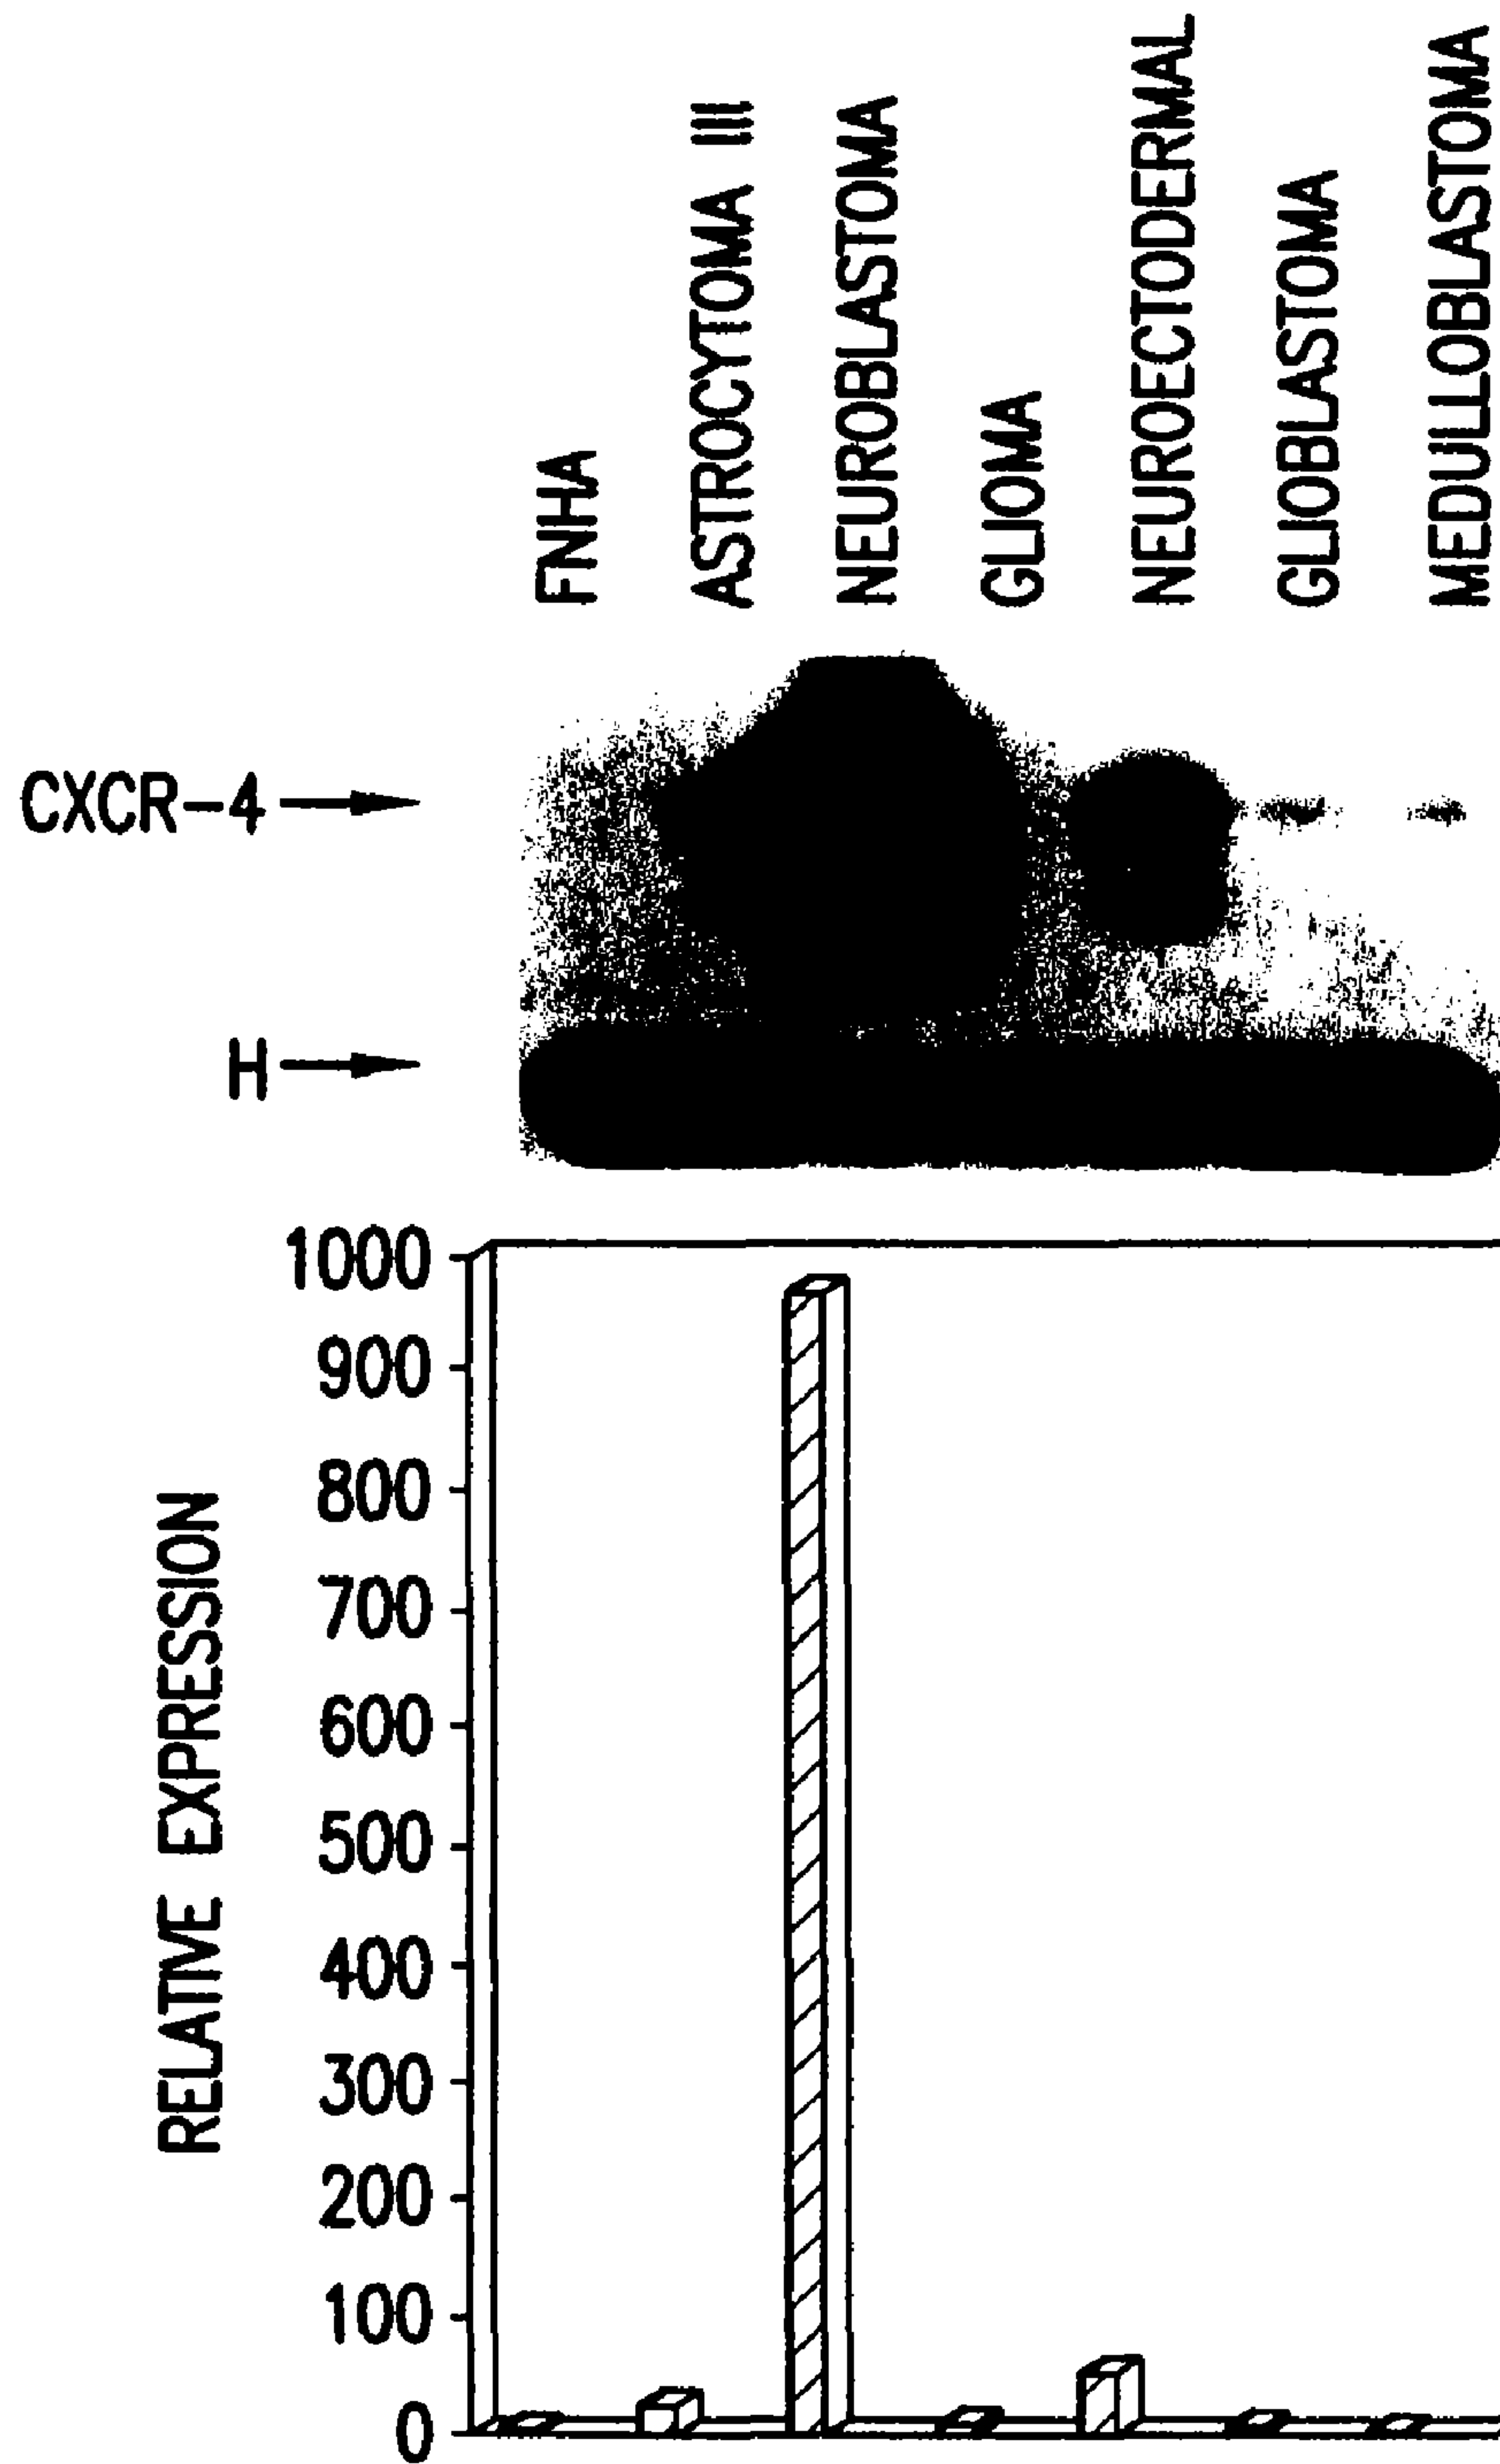 FNHA
ASTROCYTOMA III
NEUROBLASTOMA
GLIOMA
NEUROECTODERMAL
GLIOBLASTOMA
MEDULLOBLASTOMA
CXCR-4
H
RELATIVE EXPRESSION
1000
900
800
700
600
500
400
300
200
100
0